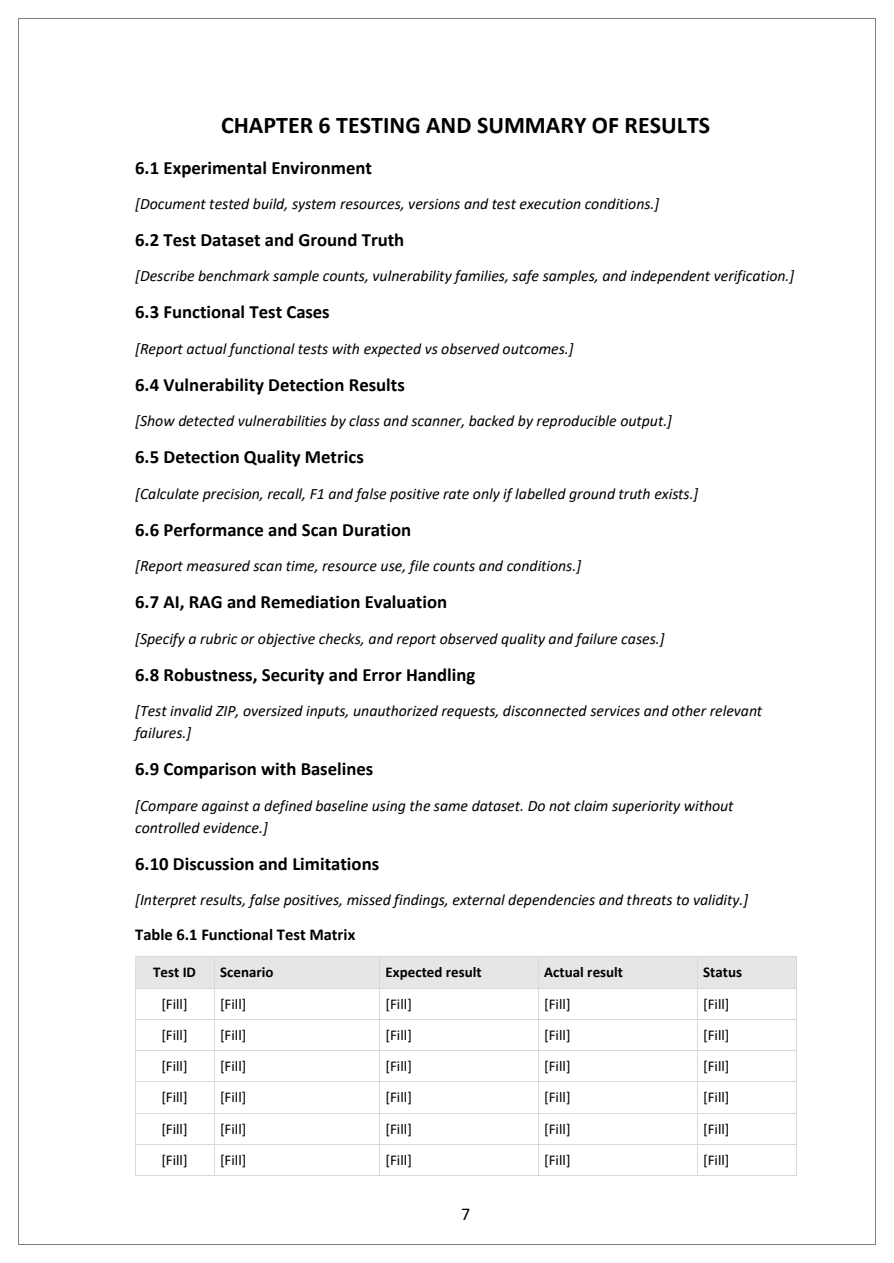 CHAPTER 6 TESTING AND SUMMARY OF RESULTS
6.1 Experimental Environment
[Document tested build, system resources, versions and test execution conditions.]
6.2 Test Dataset and Ground Truth
[Describe benchmark sample counts, vulnerability families, safe samples, and independent verification.]
6.3 Functional Test Cases
[Report actual functional tests with expected vs observed outcomes.]
6.4 Vulnerability Detection Results
[Show detected vulnerabilities by class and scanner, backed by reproducible output.]
6.5 Detection Quality Metrics
[Calculate precision, recall, F1 and false positive rate only if labelled ground truth exists.]
6.6 Performance and Scan Duration
[Report measured scan time, resource use, file counts and conditions.]
6.7 AI, RAG and Remediation Evaluation
[Specify a rubric or objective checks, and report observed quality and failure cases.]
6.8 Robustness, Security and Error Handling
[Test invalid ZIP, oversized inputs, unauthorized requests, disconnected services and other relevant
failures.]
6.9 Comparison with Baselines
[Compare against a defined baseline using the same dataset. Do not claim superiority without
controlled evidence.]
6.10 Discussion and Limitations
[Interpret results, false positives, missed findings, external dependencies and threats to validity.]
Table 6.1 Functional Test Matrix
Test ID Scenario Expected result Actual result Status
[Fill] [Fill] [Fill] [Fill] [Fill]
[Fill] [Fill] [Fill] [Fill] [Fill]
[Fill] [Fill] [Fill] [Fill] [Fill]
[Fill] [Fill] [Fill] [Fill] [Fill]
[Fill] [Fill] [Fill] [Fill] [Fill]
[Fill] [Fill] [Fill] [Fill] [Fill]
7